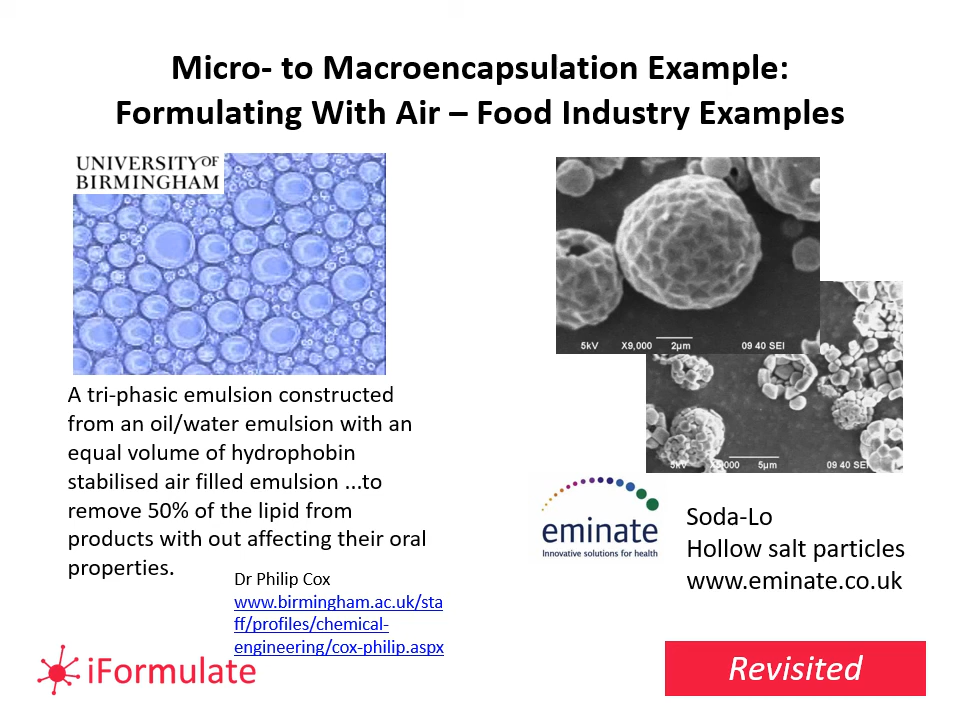 Micro- to Macroencapsulation Example:
Formulating With Air – Food Industry Examples
UNIVERSITY OF
BIRMINGHAM
A tri-phasic emulsion constructed
from an oil/water emulsion with an
equal volume of hydrophobin
stabilised air filled emulsion ...to
remove 50% of the lipid from
products with out affecting their oral
properties.
Dr Philip Cox
www.birmingham.ac.uk/sta
ff/profiles/chemical-
engineering/cox-philip.aspx
5kV X9,000 2µm 09 40 SEI
5kV 5µm 09 40 SEI
eminate
Innovative solutions for health
Soda-Lo
Hollow salt particles
www.eminate.co.uk
iFormulate
Revisited